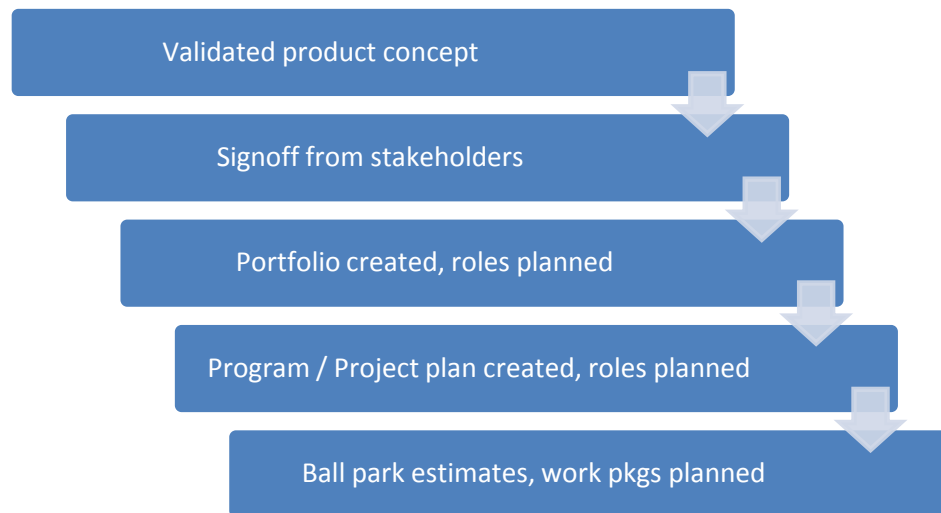 Validated product concept
Signoff from stakeholders
Portfolio created, roles planned
Program / Project plan created, roles planned
Ball park estimates, work pkgs planned